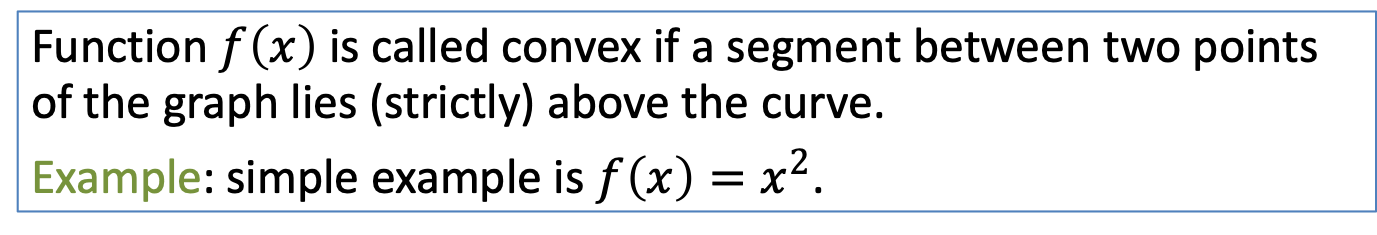 Function f(x) is called convex if a segment between two points
of the graph lies (strictly) above the curve.
Example: simple example is f(x) = x².